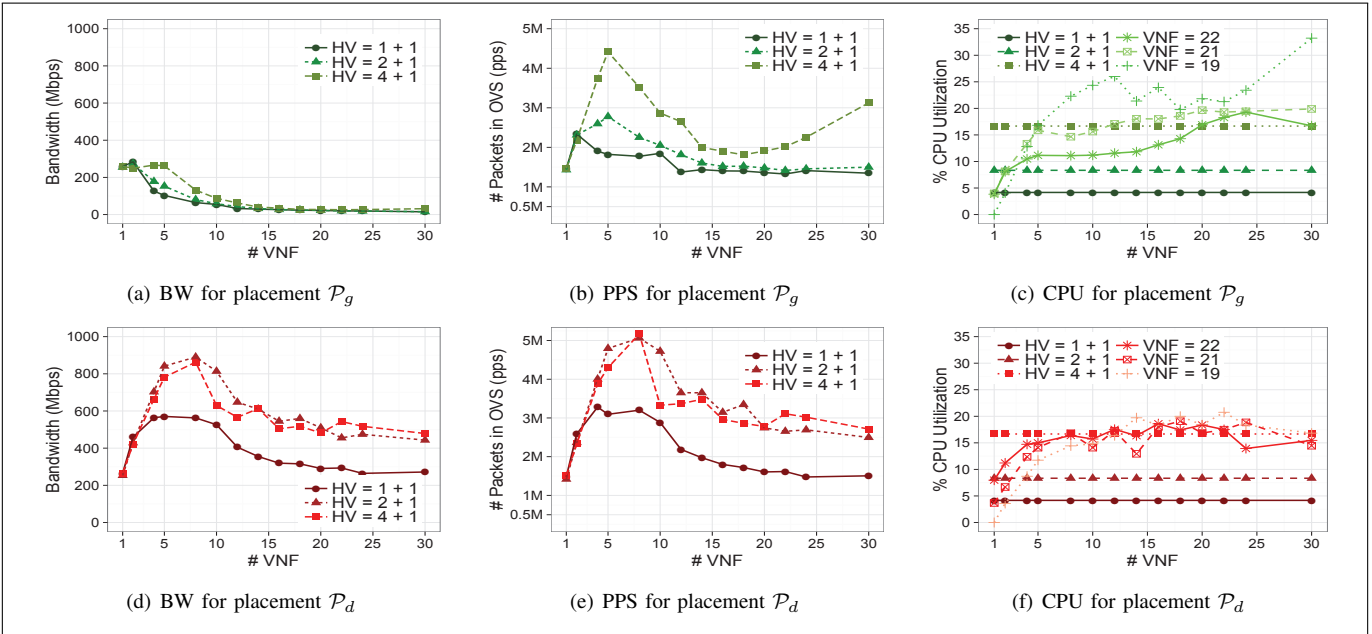 1000
800
600
400
200
0
Bandwidth (Mbps)
HV = 1 + 1
HV = 2 + 1
HV = 4 + 1
1 5 10 15 20 25 30
# VNF
(a) BW for placement 𝒫g
5M
4M
3M
2M
1M
0.5M
# Packets in OVS (pps)
HV = 1 + 1
HV = 2 + 1
HV = 4 + 1
1 5 10 15 20 25 30
# VNF
(b) PPS for placement 𝒫g
35
30
25
20
15
10
5
0
% CPU Utilization
HV = 1 + 1 VNF = 22
HV = 2 + 1 VNF = 21
HV = 4 + 1 VNF = 19
1 5 10 15 20 25 30
# VNF
(c) CPU for placement 𝒫g
1000
800
600
400
200
0
Bandwidth (Mbps)
HV = 1 + 1
HV = 2 + 1
HV = 4 + 1
1 5 10 15 20 25 30
# VNF
(d) BW for placement 𝒫d
5M
4M
3M
2M
1M
0.5M
# Packets in OVS (pps)
HV = 1 + 1
HV = 2 + 1
HV = 4 + 1
1 5 10 15 20 25 30
# VNF
(e) PPS for placement 𝒫d
35
30
25
20
15
10
5
0
% CPU Utilization
HV = 1 + 1 VNF = 22
HV = 2 + 1 VNF = 21
HV = 4 + 1 VNF = 19
1 5 10 15 20 25 30
# VNF
(f) CPU for placement 𝒫d